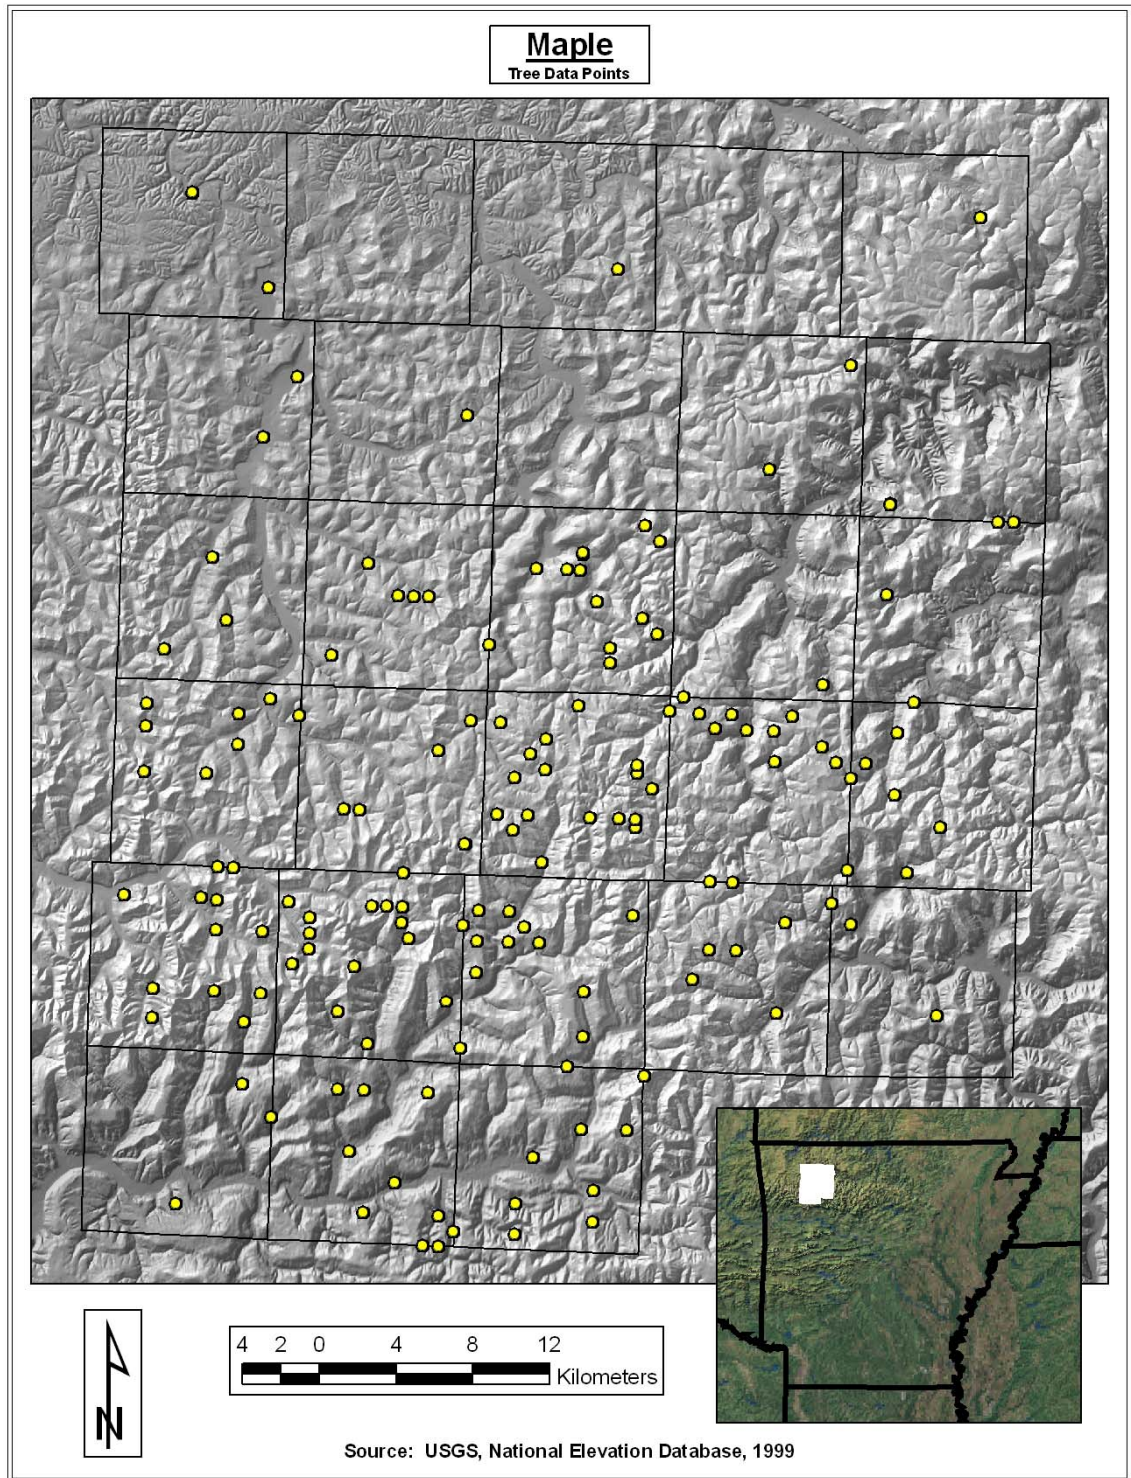 Maple
Tree Data Points
N
4 2 0 4 8 12
Kilometers
Source: USGS, National Elevation Database, 1999